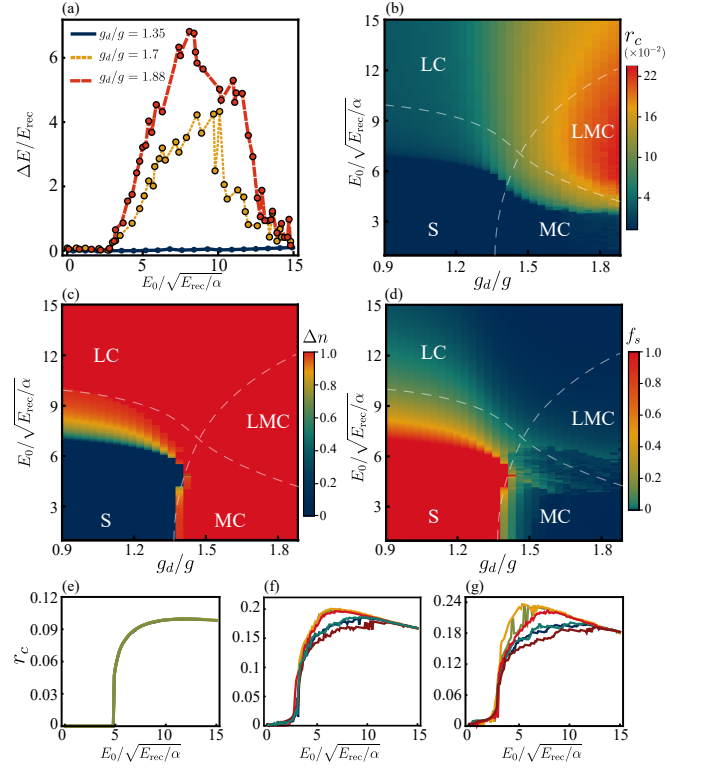 (a)
g_d/g = 1.35
g_d/g = 1.7
g_d/g = 1.88
ΔE/E_rec
0 2 4 6
0 5 10 15
E_0/√E_rec/α
(b)
LC
LMC
S
MC
E_0/√E_rec/α
3 6 9 12 15
0.9 1.2 1.5 1.8
g_d/g
r_c
(×10⁻²)
22
16
10
4
(c)
LC
LMC
S
MC
E_0/√E_rec/α
3 6 9 12 15
0.9 1.2 1.5 1.8
g_d/g
Δn
1.0
0.8
0.6
0.4
0.2
0
(d)
LC
LMC
S
MC
E_0/√E_rec/α
3 6 9 12 15
0.9 1.2 1.5 1.8
g_d/g
f_s
1.0
0.8
0.6
0.4
0.2
0
(e)
r_c
0.12
0.09
0.06
0.03
0
0 5 10 15
E_0/√E_rec/α
(f)
0.2
0.1
0
0 5 10 15
E_0/√E_rec/α
(g)
0.24
0.18
0.12
0.06
0
0 5 10 15
E_0/√E_rec/α